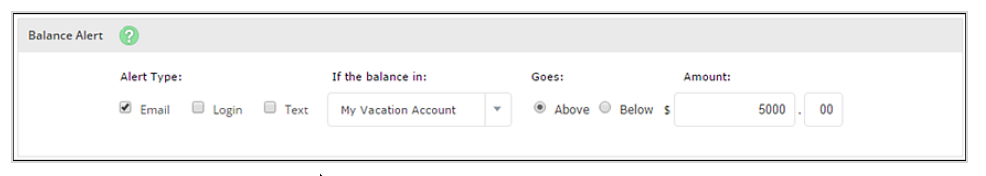 Balance Alert ?
Alert Type: If the balance in: Goes: Amount:
Email Login Text My Vacation Account Above Below $ 5000 . 00